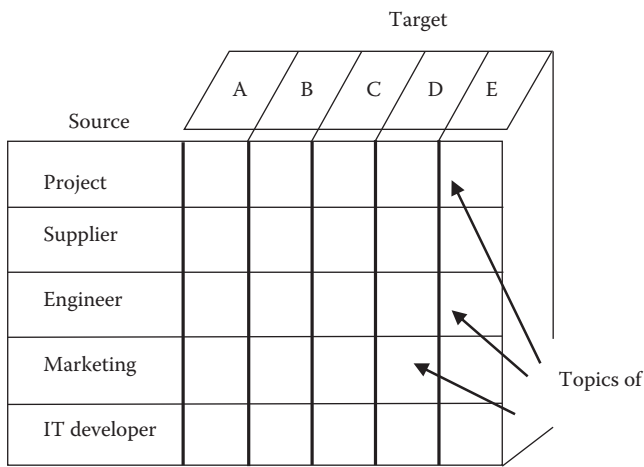 Target
A B C D E
Source
Project
Supplier
Engineer
Marketing
Topics of
IT developer